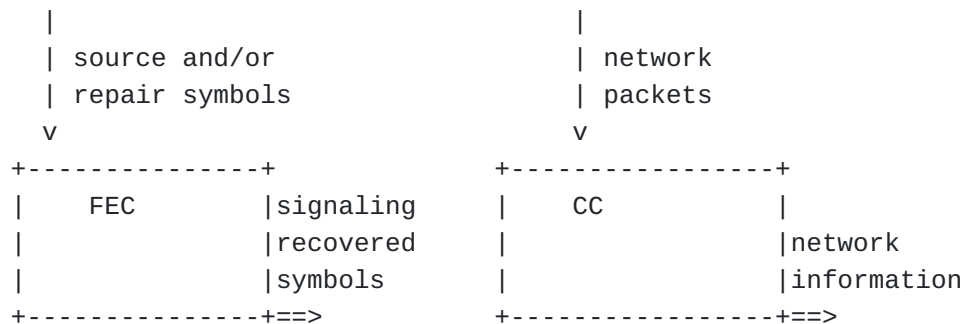 |                             |
  | source and/or               | network
  | repair symbols              | packets
  v                             v
+---------------+            +-----------------+
|    FEC        |signaling   |    CC           |
|               |recovered   |                 |network
|               |symbols     |                 |information
+---------------+==>         +-----------------+==>